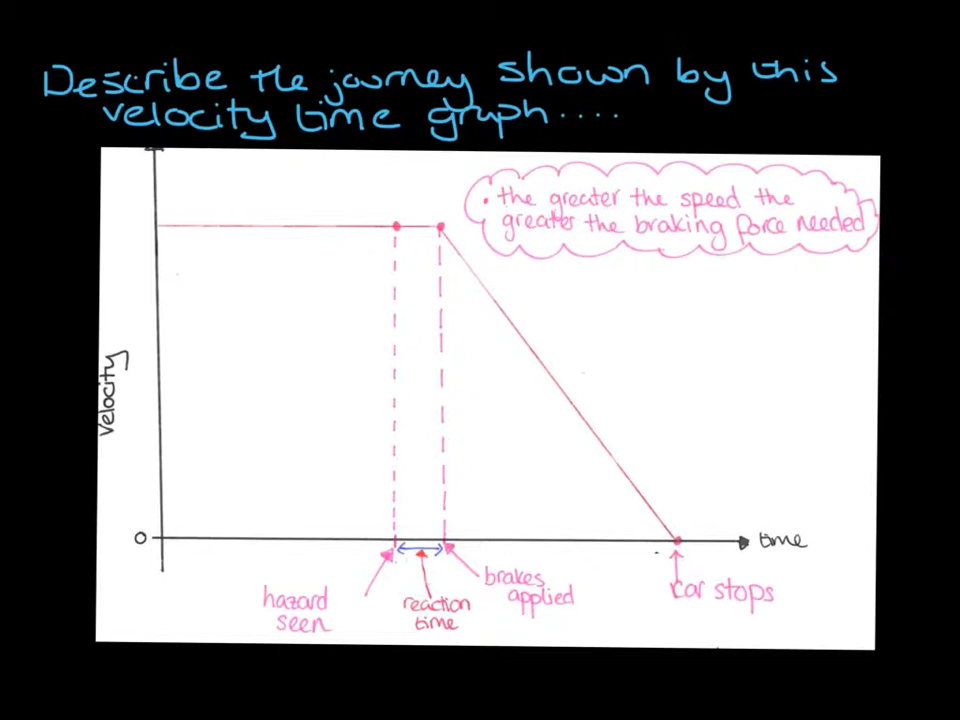 Describe the journey shown by this
velocity time graph....
• the greater the speed the
greater the braking force needed
velocity
0
time
hazard
seen
reaction
time
brakes
applied
car stops